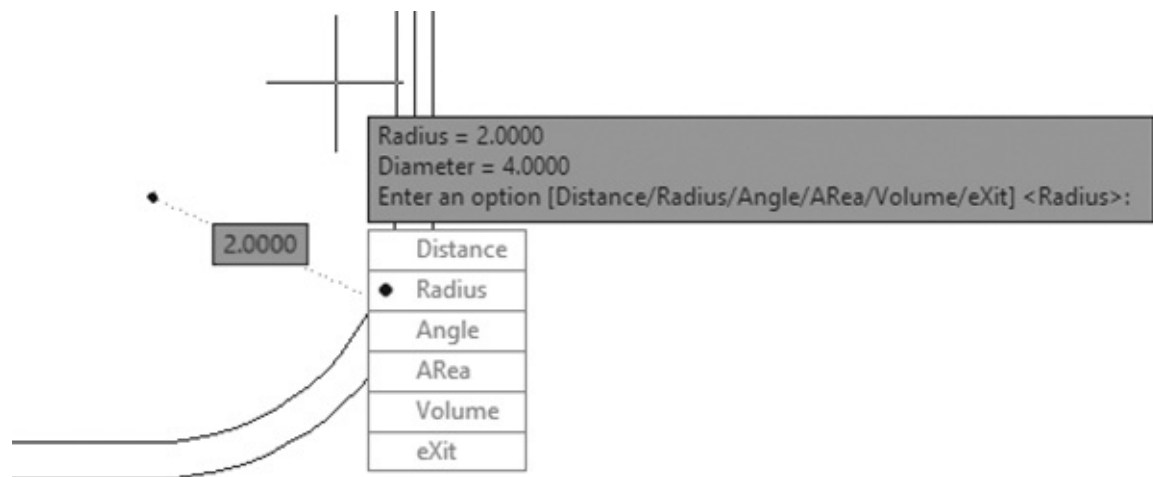 Radius = 2.0000
Diameter = 4.0000
Enter an option [Distance/Radius/Angle/ARea/Volume/eXit] <Radius>:
2.0000
Distance
Radius
Angle
ARea
Volume
eXit